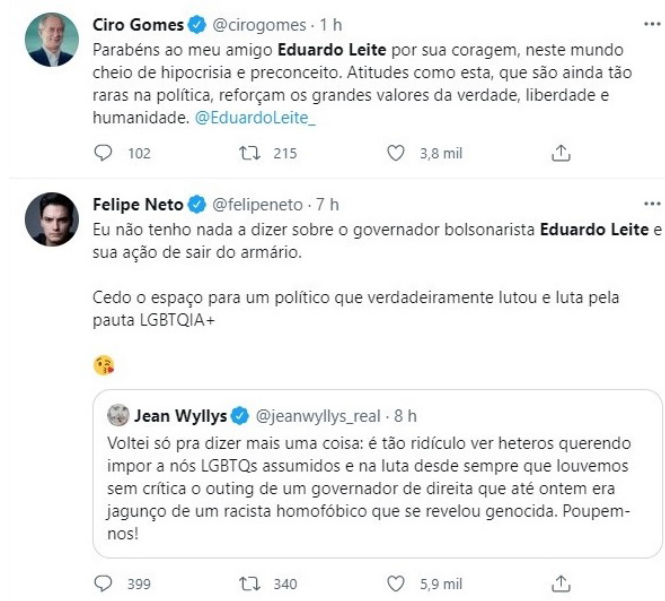 Ciro Gomes @cirogomes · 1 h
Parabéns ao meu amigo Eduardo Leite por sua coragem, neste mundo
cheio de hipocrisia e preconceito. Atitudes como esta, que são ainda tão
raras na política, reforçam os grandes valores da verdade, liberdade e
humanidade. @EduardoLeite_
102 215 3,8 mil
Felipe Neto @felipeneto · 7 h
Eu não tenho nada a dizer sobre o governador bolsonarista Eduardo Leite e
sua ação de sair do armário.
Cedo o espaço para um político que verdadeiramente lutou e luta pela
pauta LGBTQIA+
😘
Jean Wyllys @jeanwyllys_real · 8 h
Voltei só pra dizer mais uma coisa: é tão ridículo ver heteros querendo
impor a nós LGBTQs assumidos e na luta desde sempre que louvemos
sem crítica o outing de um governador de direita que até ontem era
jagunço de um racista homofóbico que se revelou genocida. Poupem-
nos!
399 340 5,9 mil